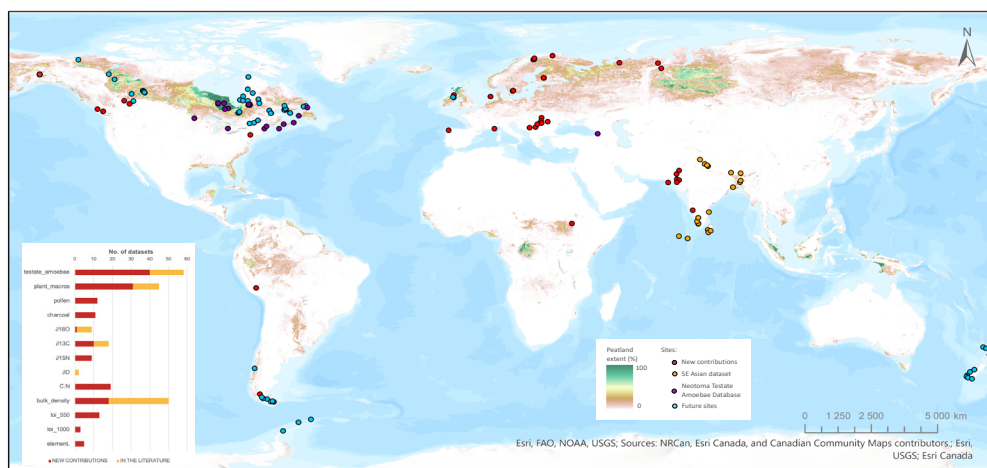 N
No. of datasets
0 10 20 30 40 50 60
testate_amoebae
plant_macros
pollen
charcoal
∂18O
∂13C
∂15N
∂D
C:N
bulk_density
loi_550
loi_1000
element.
NEW CONTRIBUTIONS IN THE LITERATURE
Peatland
extent (%)
100
0
Sites:
New contributions
SE Asian dataset
Neotoma Testate
Amoebae Database
Future sites
0 1 250 2 500 5 000 km
Esri, FAO, NOAA, USGS; Sources: NRCan, Esri Canada, and Canadian Community Maps contributors.; Esri,
USGS; Esri Canada